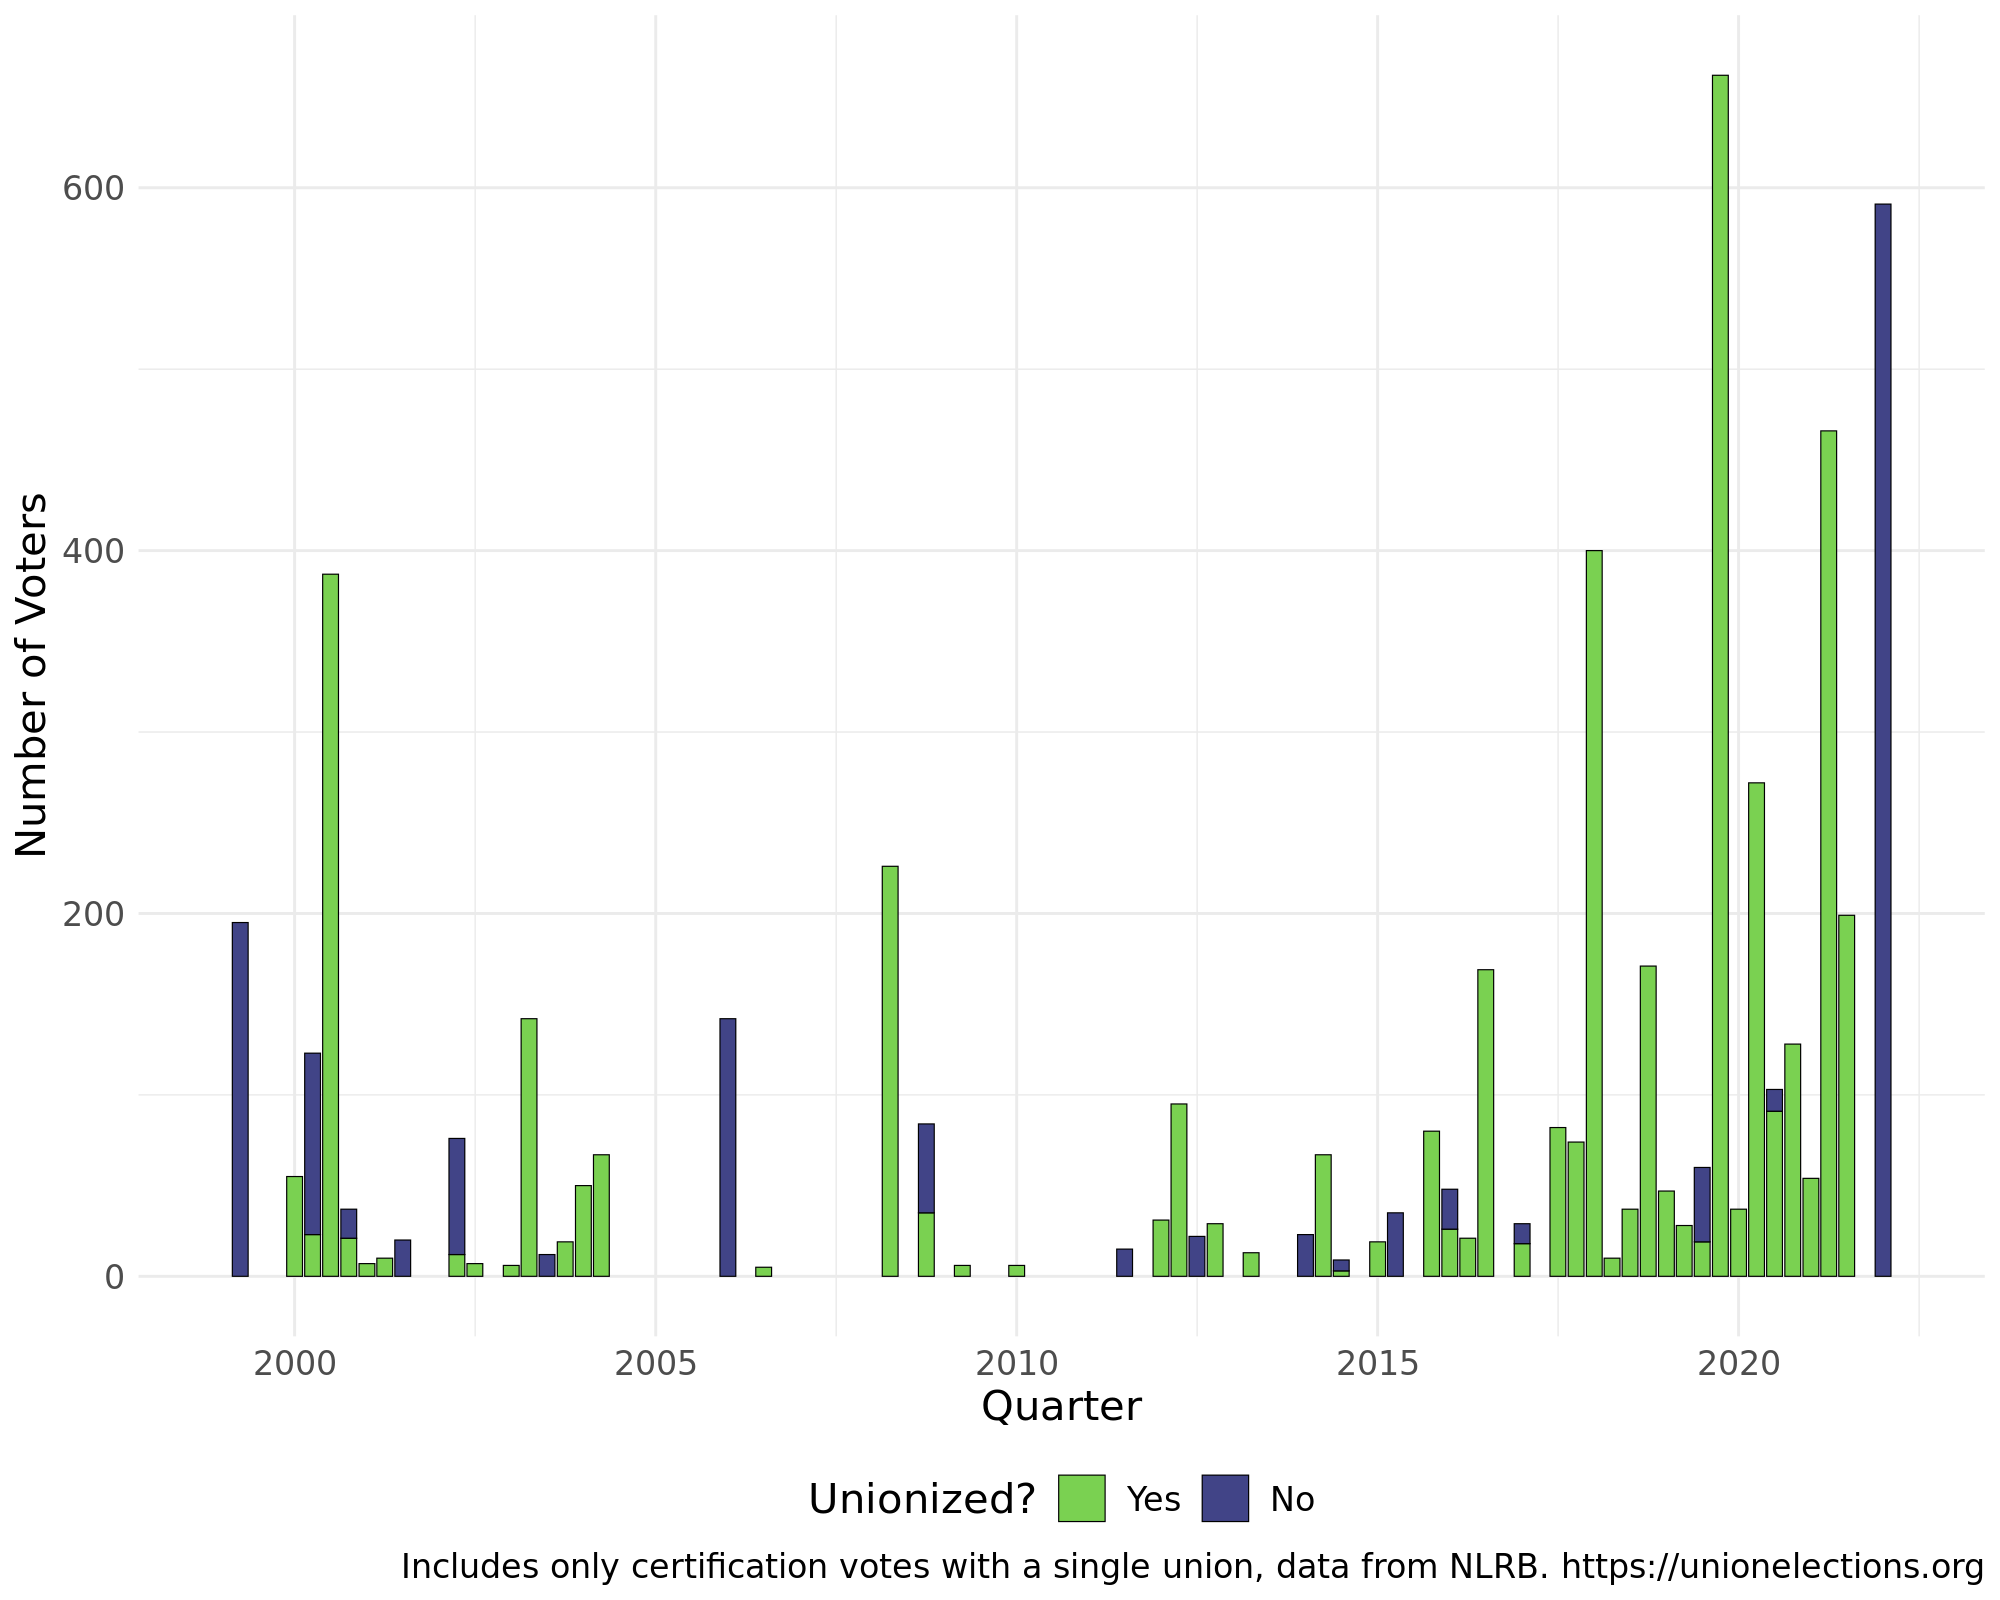 600
400
200
0
Number of Voters
2000 2005 2010 2015 2020
Quarter
Unionized? Yes No
Includes only certification votes with a single union, data from NLRB. https://unionelections.org